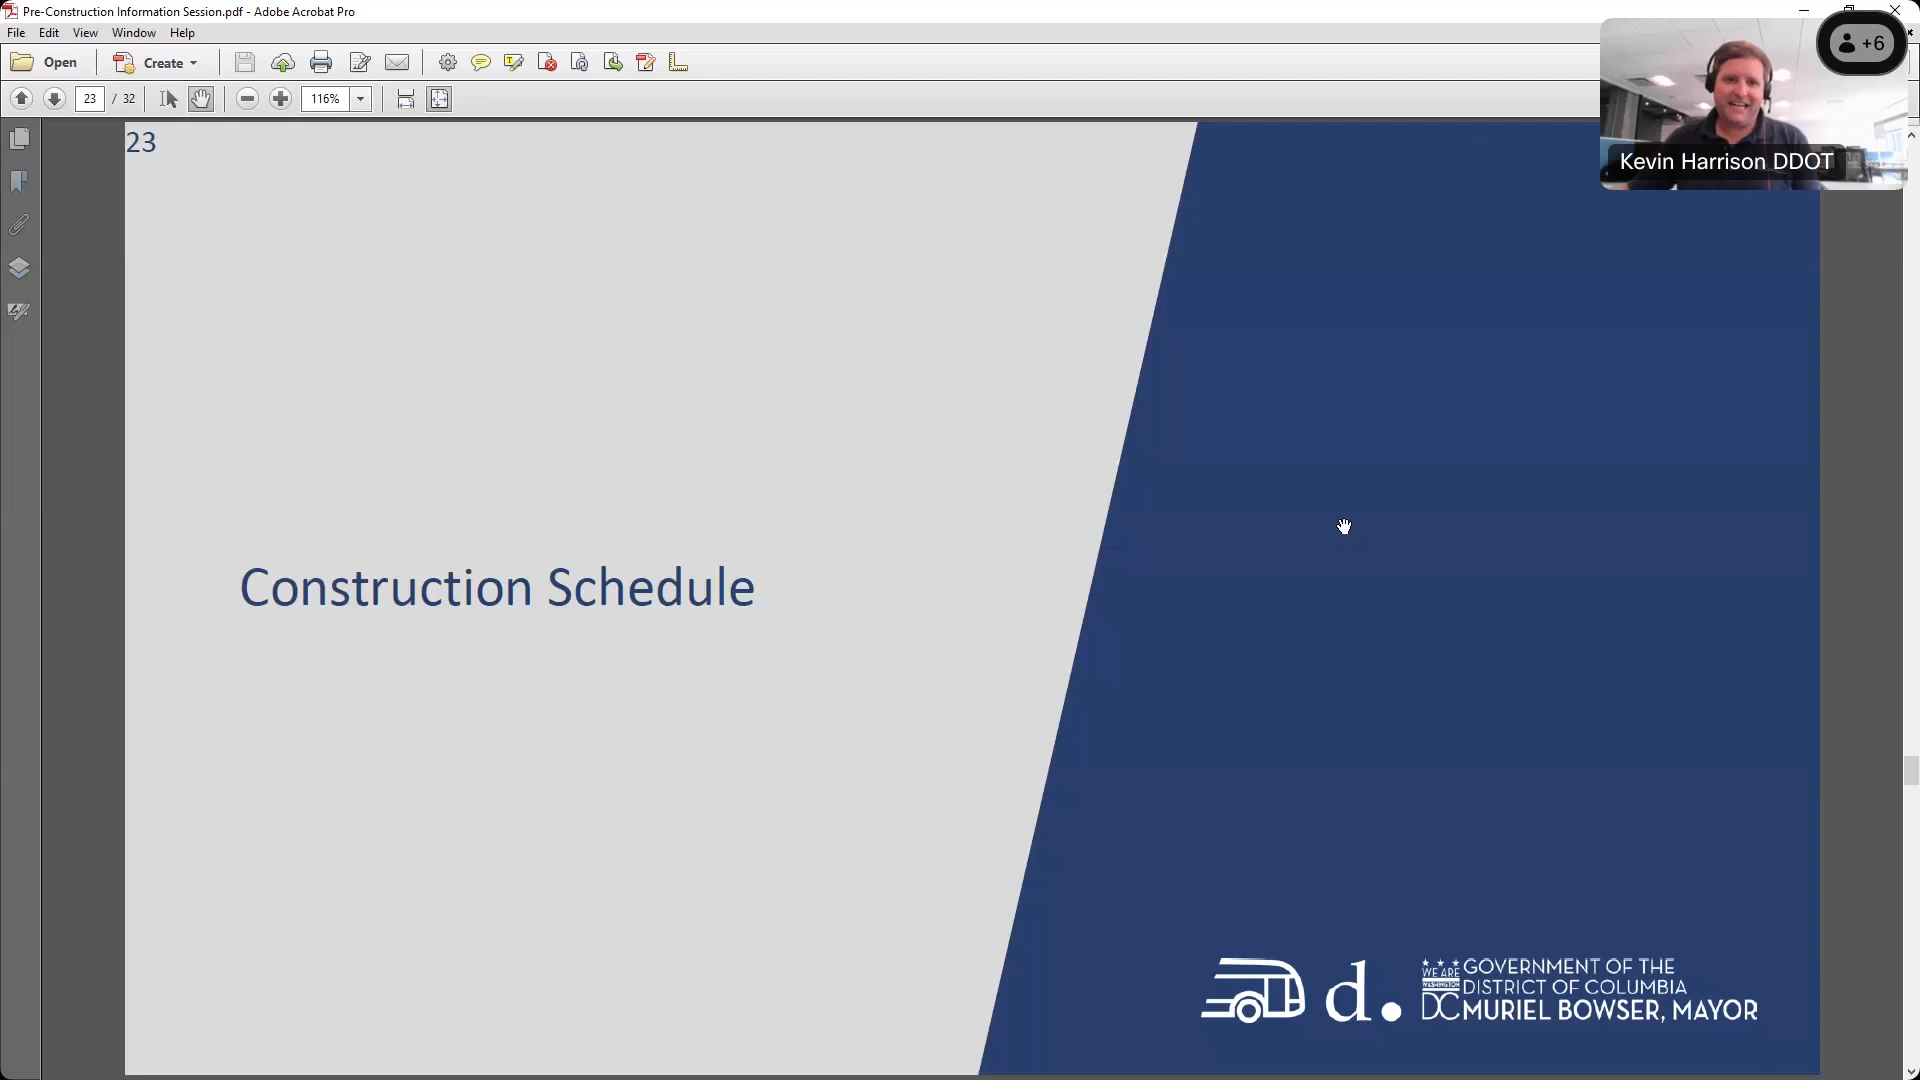 Pre-Construction Information Session.pdf - Adobe Acrobat Pro
File Edit View Window Help
Open Create
23 / 32 116%
+6
Kevin Harrison DDOT
23
Construction Schedule
d.
WE ARE
WASHINGTON
DC
GOVERNMENT OF THE
DISTRICT OF COLUMBIA
MURIEL BOWSER, MAYOR